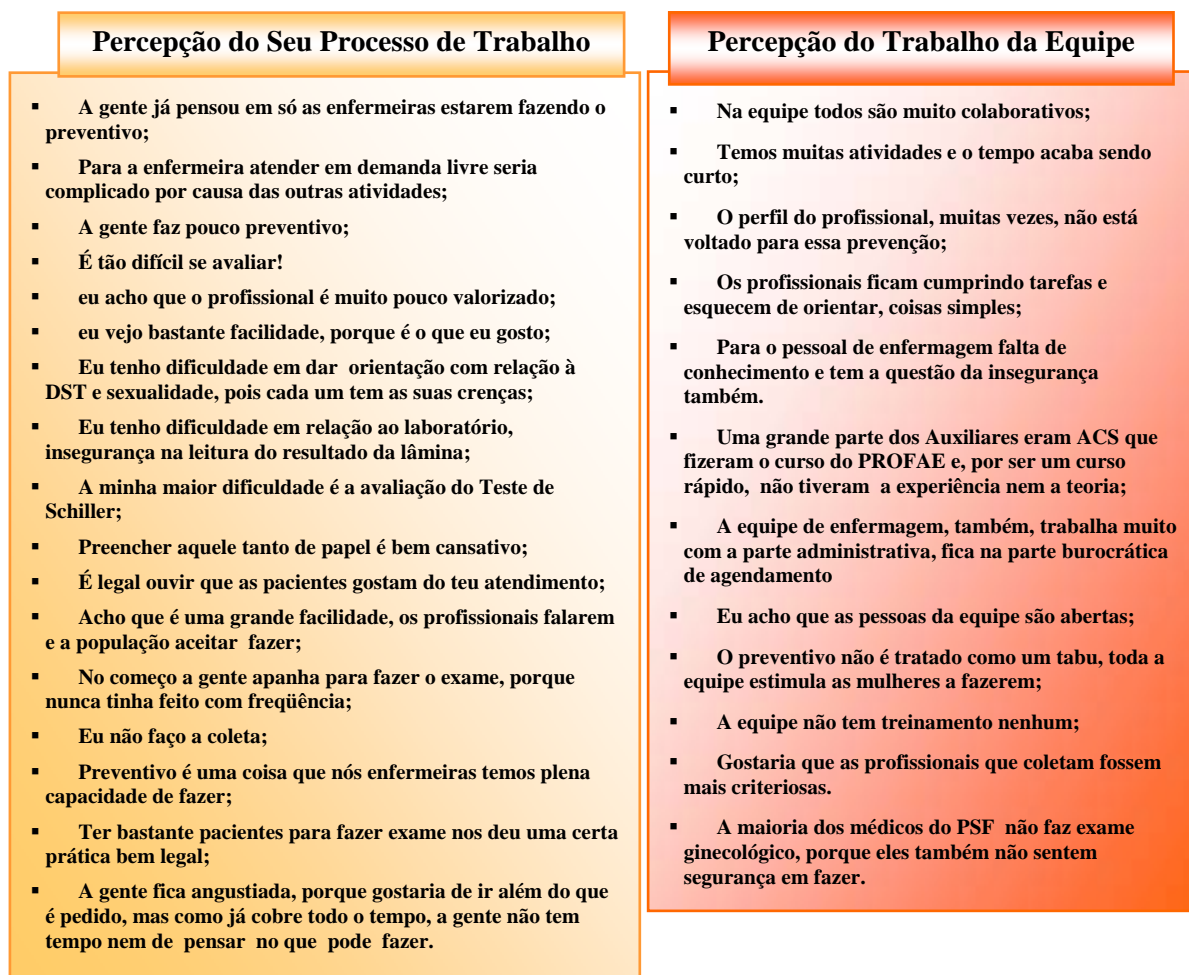 Percepção do Seu Processo de Trabalho
▪ A gente já pensou em só as enfermeiras estarem fazendo o
preventivo;
▪ Para a enfermeira atender em demanda livre seria
complicado por causa das outras atividades;
▪ A gente faz pouco preventivo;
▪ É tão difícil se avaliar!
▪ eu acho que o profissional é muito pouco valorizado;
▪ eu vejo bastante facilidade, porque é o que eu gosto;
▪ Eu tenho dificuldade em dar orientação com relação à
DST e sexualidade, pois cada um tem as suas crenças;
▪ Eu tenho dificuldade em relação ao laboratório,
insegurança na leitura do resultado da lâmina;
▪ A minha maior dificuldade é a avaliação do Teste de
Schiller;
▪ Preencher aquele tanto de papel é bem cansativo;
▪ É legal ouvir que as pacientes gostam do teu atendimento;
▪ Acho que é uma grande facilidade, os profissionais falarem
e a população aceitar fazer;
▪ No começo a gente apanha para fazer o exame, porque
nunca tinha feito com freqüência;
▪ Eu não faço a coleta;
▪ Preventivo é uma coisa que nós enfermeiras temos plena
capacidade de fazer;
▪ Ter bastante pacientes para fazer exame nos deu uma certa
prática bem legal;
▪ A gente fica angustiada, porque gostaria de ir além do que
é pedido, mas como já cobre todo o tempo, a gente não tem
tempo nem de pensar no que pode fazer.
Percepção do Trabalho da Equipe
▪ Na equipe todos são muito colaborativos;
▪ Temos muitas atividades e o tempo acaba sendo
curto;
▪ O perfil do profissional, muitas vezes, não está
voltado para essa prevenção;
▪ Os profissionais ficam cumprindo tarefas e
esquecem de orientar, coisas simples;
▪ Para o pessoal de enfermagem falta de
conhecimento e tem a questão da insegurança
também.
▪ Uma grande parte dos Auxiliares eram ACS que
fizeram o curso do PROFAE e, por ser um curso
rápido, não tiveram a experiência nem a teoria;
▪ A equipe de enfermagem, também, trabalha muito
com a parte administrativa, fica na parte burocrática
de agendamento
▪ Eu acho que as pessoas da equipe são abertas;
▪ O preventivo não é tratado como um tabu, toda a
equipe estimula as mulheres a fazerem;
▪ A equipe não tem treinamento nenhum;
▪ Gostaria que as profissionais que coletam fossem
mais criteriosas.
▪ A maioria dos médicos do PSF não faz exame
ginecológico, porque eles também não sentem
segurança em fazer.